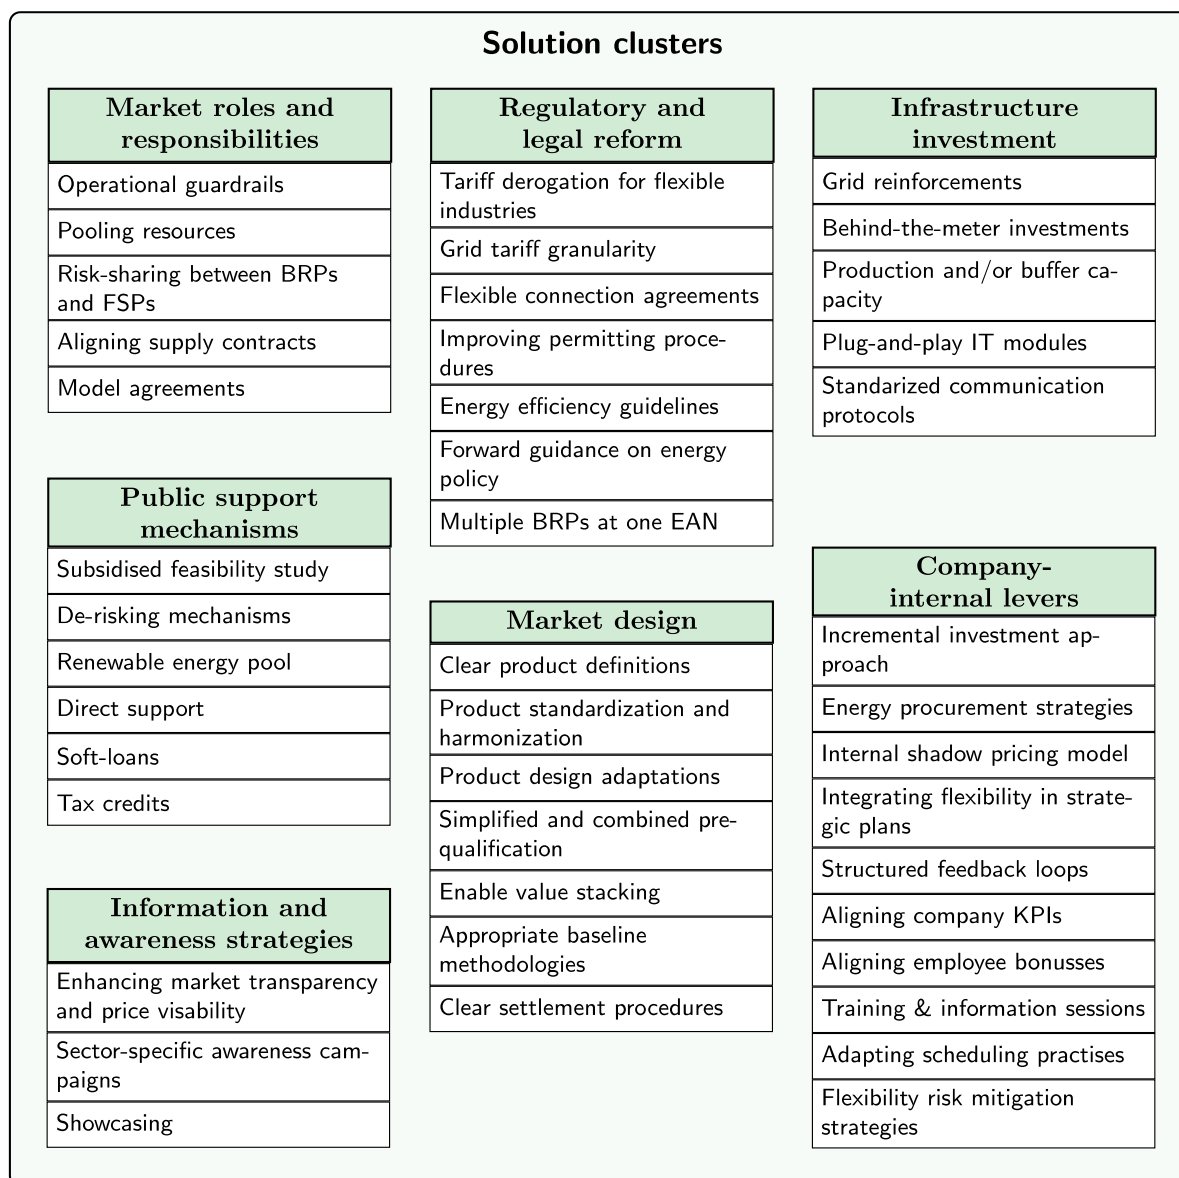 Solution clusters
Market roles and
responsibilities
Operational guardrails
Pooling resources
Risk-sharing between BRPs
and FSPs
Aligning supply contracts
Model agreements
Public support
mechanisms
Subsidised feasibility study
De-risking mechanisms
Renewable energy pool
Direct support
Soft-loans
Tax credits
Information and
awareness strategies
Enhancing market transparency
and price visability
Sector-specific awareness cam-
paigns
Showcasing
Regulatory and
legal reform
Tariff derogation for flexible
industries
Grid tariff granularity
Flexible connection agreements
Improving permitting proce-
dures
Energy efficiency guidelines
Forward guidance on energy
policy
Multiple BRPs at one EAN
Market design
Clear product definitions
Product standardization and
harmonization
Product design adaptations
Simplified and combined pre-
qualification
Enable value stacking
Appropriate baseline
methodologies
Clear settlement procedures
Infrastructure
investment
Grid reinforcements
Behind-the-meter investments
Production and/or buffer ca-
pacity
Plug-and-play IT modules
Standarized communication
protocols
Company-
internal levers
Incremental investment ap-
proach
Energy procurement strategies
Internal shadow pricing model
Integrating flexibility in strate-
gic plans
Structured feedback loops
Aligning company KPIs
Aligning employee bonusses
Training & information sessions
Adapting scheduling practises
Flexibility risk mitigation
strategies